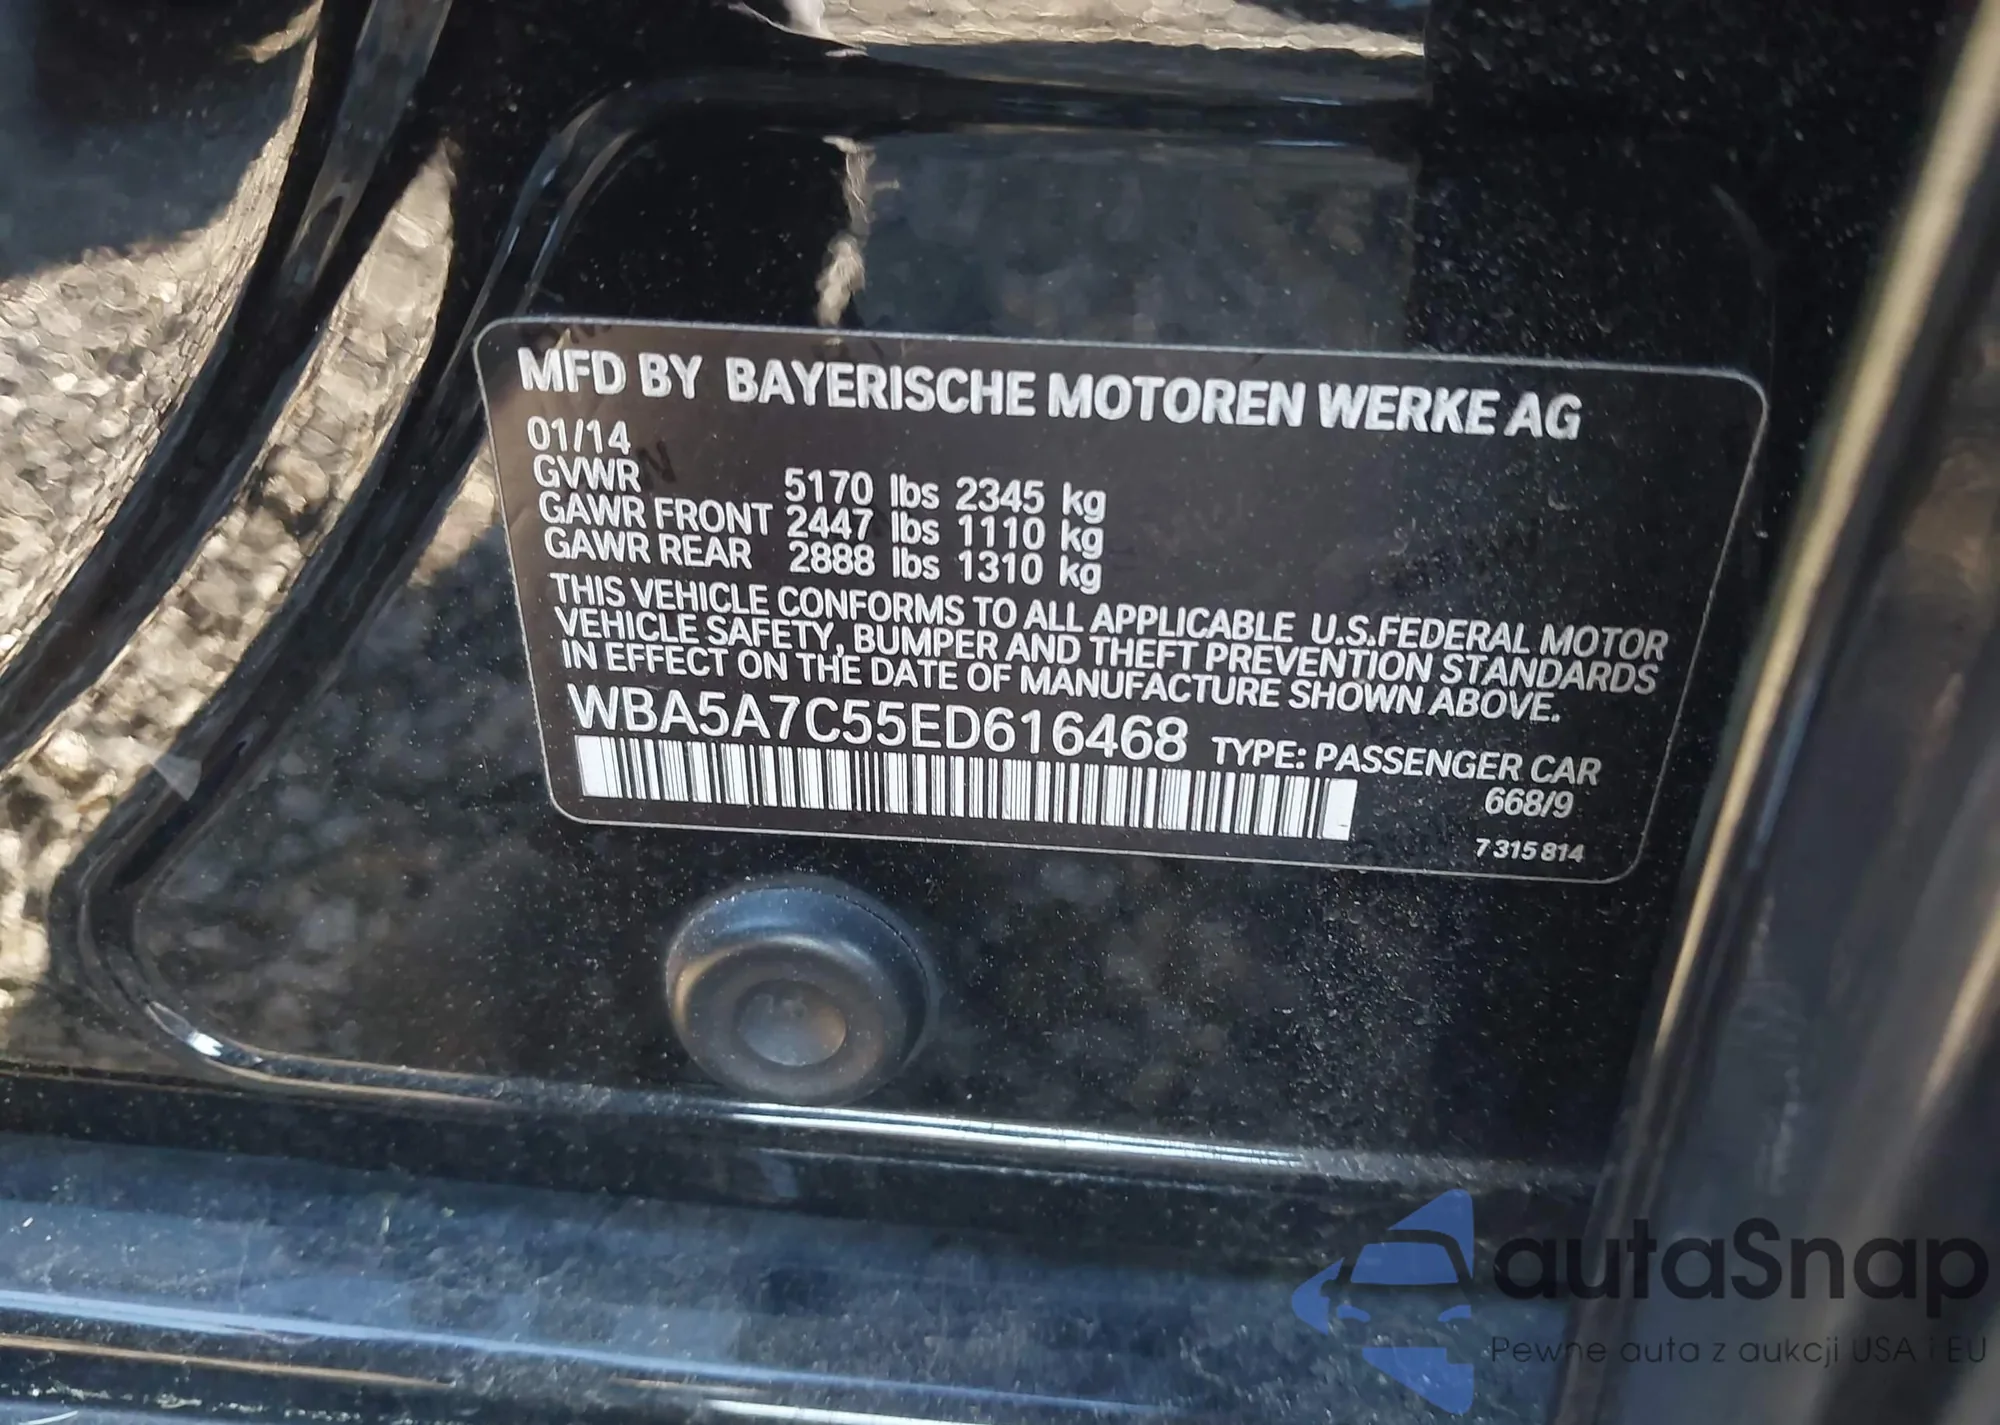 MFD BY BAYERISCHE MOTOREN WERKE AG
01/14
GVWR 5170 lbs 2345 kg
GAWR FRONT 2447 lbs 1110 kg
GAWR REAR 2888 lbs 1310 kg
THIS VEHICLE CONFORMS TO ALL APPLICABLE U.S.FEDERAL MOTOR
VEHICLE SAFETY, BUMPER AND THEFT PREVENTION STANDARDS
IN EFFECT ON THE DATE OF MANUFACTURE SHOWN ABOVE.
WBA5A7C55ED616468 TYPE: PASSENGER CAR
668/9
7 315 814
autaSnap
Pewne auta z aukcji USA i EU